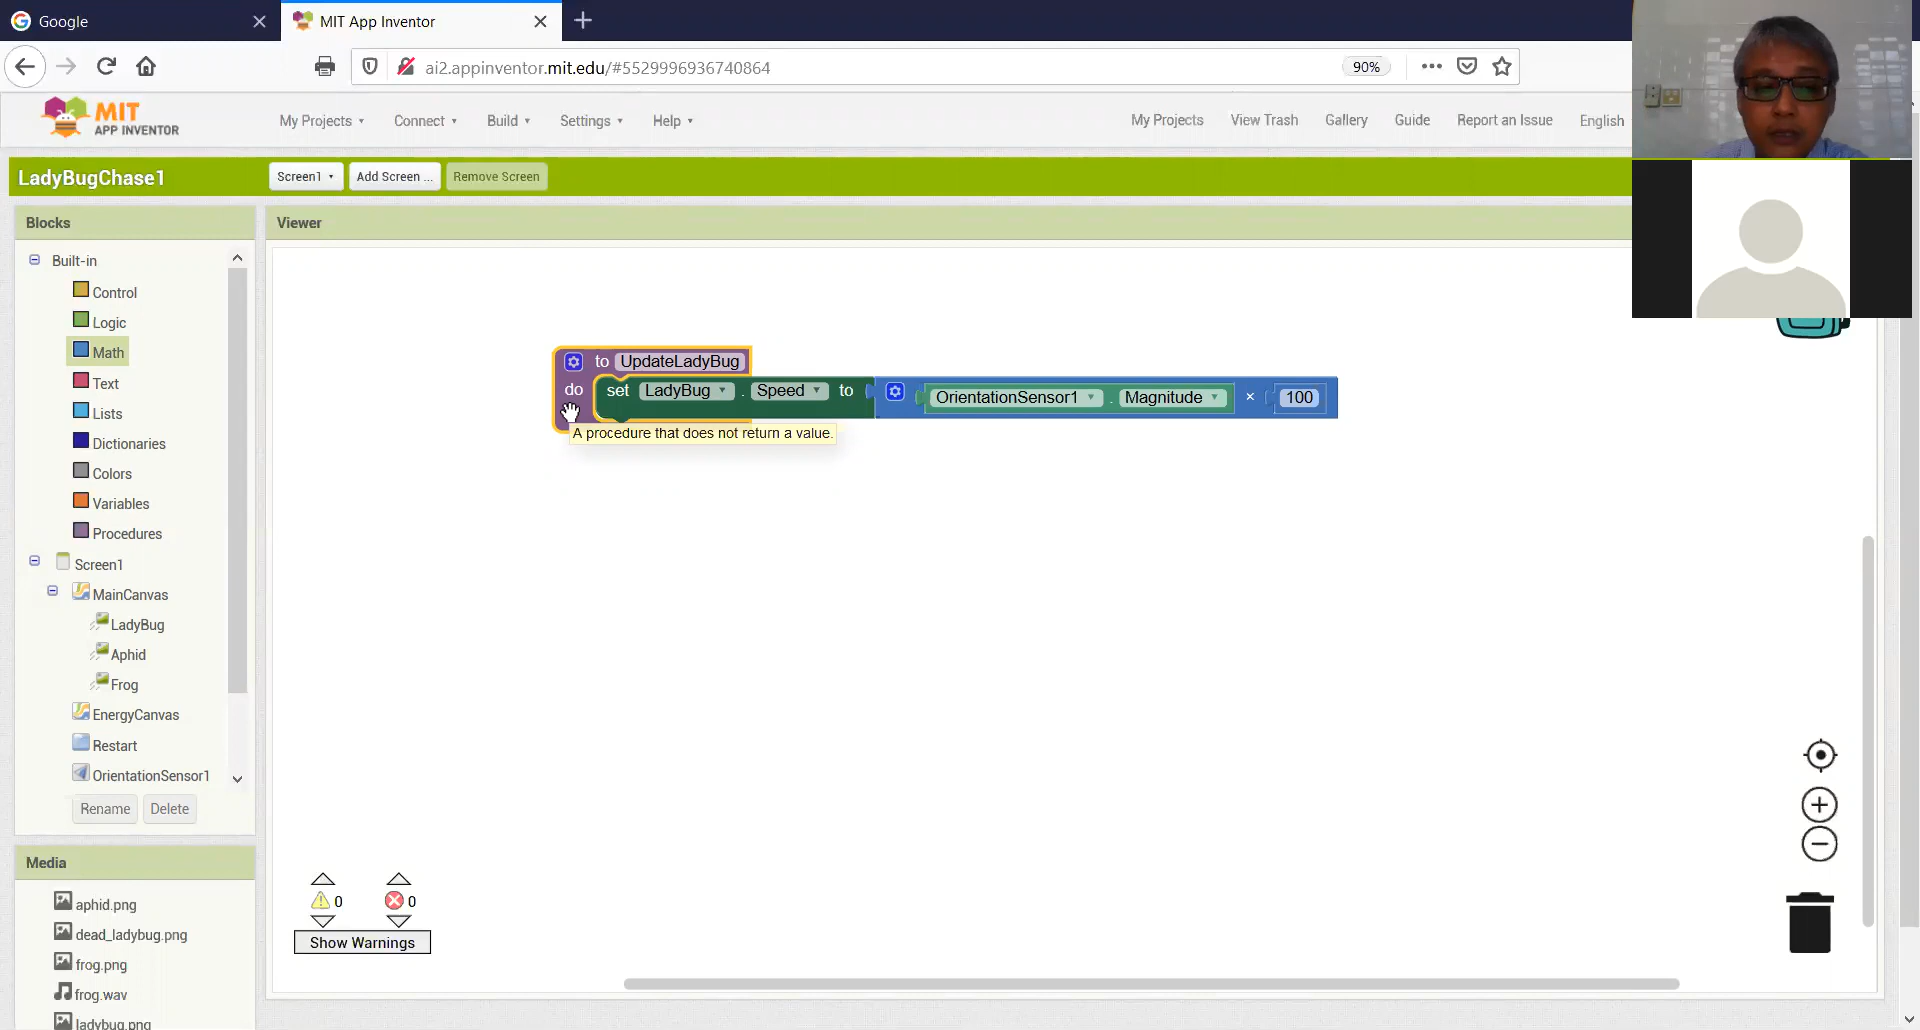 Google
MIT App Inventor
ai2.appinventor.mit.edu/#5529996936740864
90%
MIT
APP INVENTOR
My Projects
Connect
Build
Settings
Help
My Projects
View Trash
Gallery
Guide
Report an Issue
English
LadyBugChase1
Screen1
Add Screen ...
Remove Screen
Blocks
Viewer
Built-in
Control
Logic
Math
Text
Lists
Dictionaries
Colors
Variables
Procedures
Screen1
MainCanvas
LadyBug
Aphid
Frog
EnergyCanvas
Restart
OrientationSensor1
Rename
Delete
to UpdateLadyBug
do set LadyBug . Speed to OrientationSensor1 . Magnitude × 100
A procedure that does not return a value.
Media
aphid.png
dead_ladybug.png
frog.png
frog.wav
ladybug.png
0
0
Show Warnings